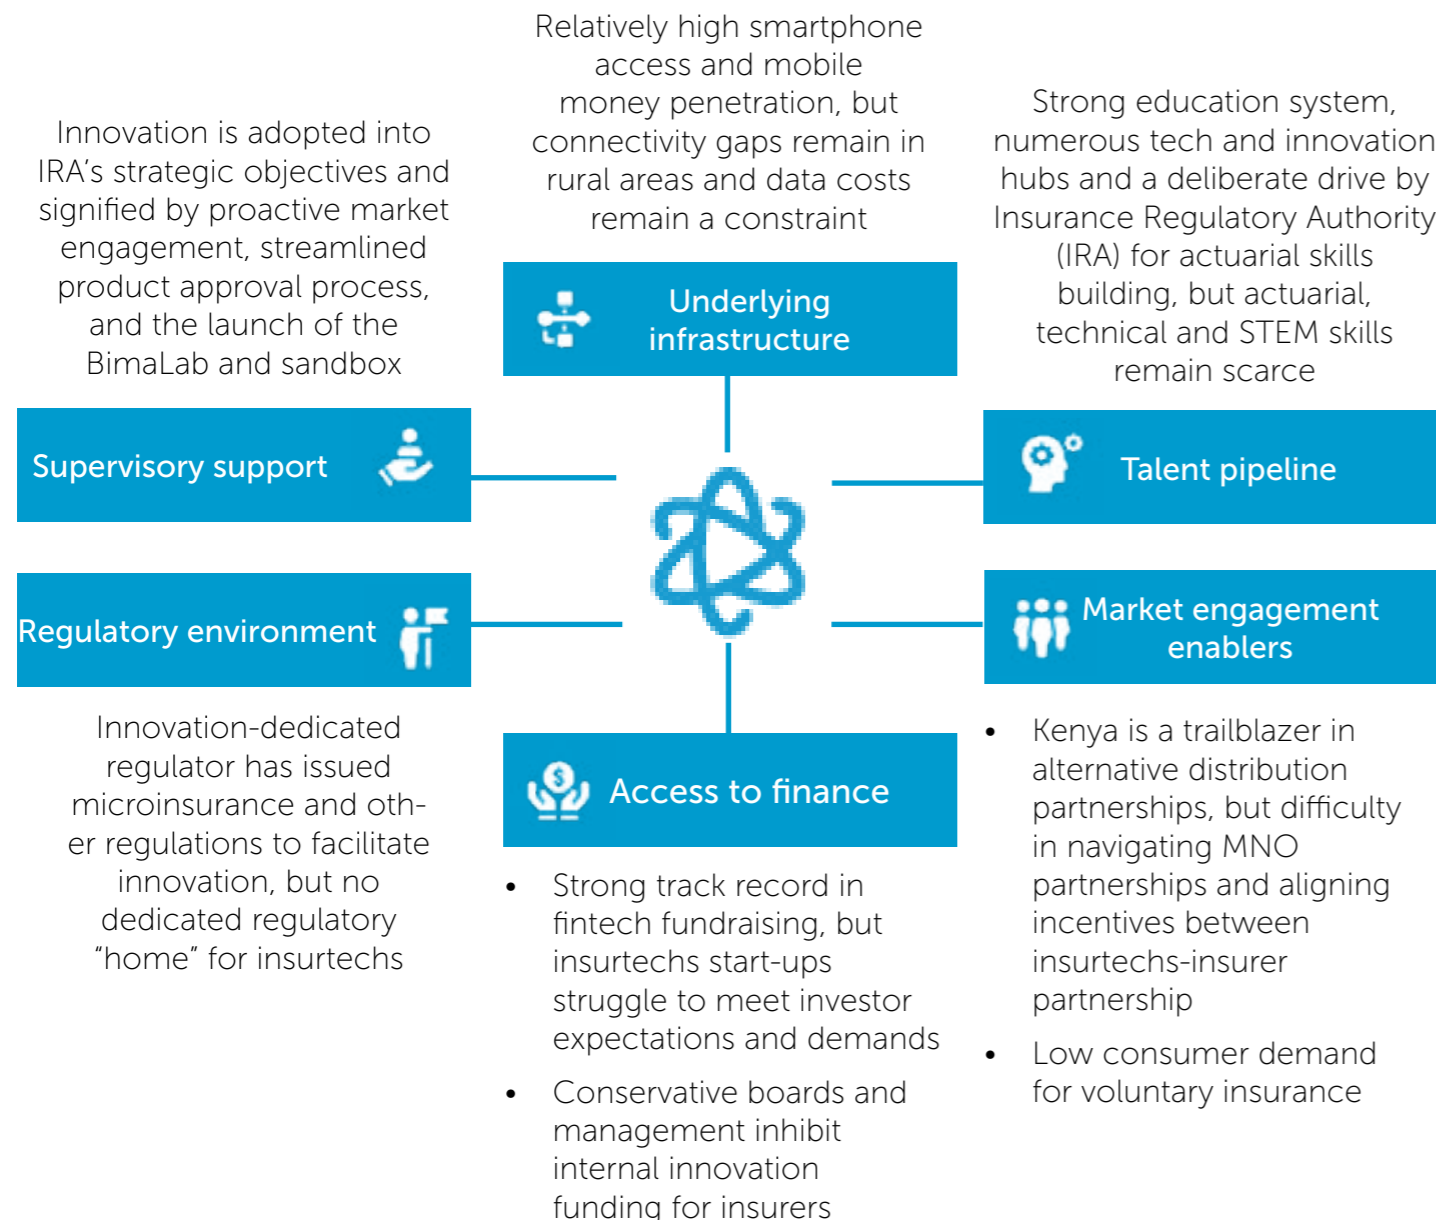 Relatively high smartphone
access and mobile
money penetration, but
connectivity gaps remain in
rural areas and data costs
remain a constraint
Underlying
infrastructure
Innovation is adopted into
IRA’s strategic objectives and
signified by proactive market
engagement, streamlined
product approval process,
and the launch of the
BimaLab and sandbox
Supervisory support
Strong education system,
numerous tech and innovation
hubs and a deliberate drive by
Insurance Regulatory Authority
(IRA) for actuarial skills
building, but actuarial,
technical and STEM skills
remain scarce
Talent pipeline
Regulatory environment
Innovation-dedicated
regulator has issued
microinsurance and oth-
er regulations to facilitate
innovation, but no
dedicated regulatory
“home” for insurtechs
Access to finance
• Strong track record in
fintech fundraising, but
insurtechs start-ups
struggle to meet investor
expectations and demands
• Conservative boards and
management inhibit
internal innovation
funding for insurers
Market engagement
enablers
• Kenya is a trailblazer in
alternative distribution
partnerships, but difficulty
in navigating MNO
partnerships and aligning
incentives between
insurtechs-insurer
partnership
• Low consumer demand
for voluntary insurance